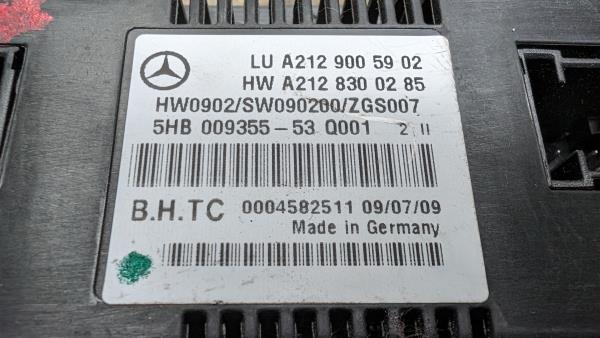 LU A212 900 59 02
HW A212 830 02 85
HW0902/SW090200/ZGS007
5HB 009355-53 Q001 2 II
B.H.TC 0004582511 09/07/09
Made in Germany